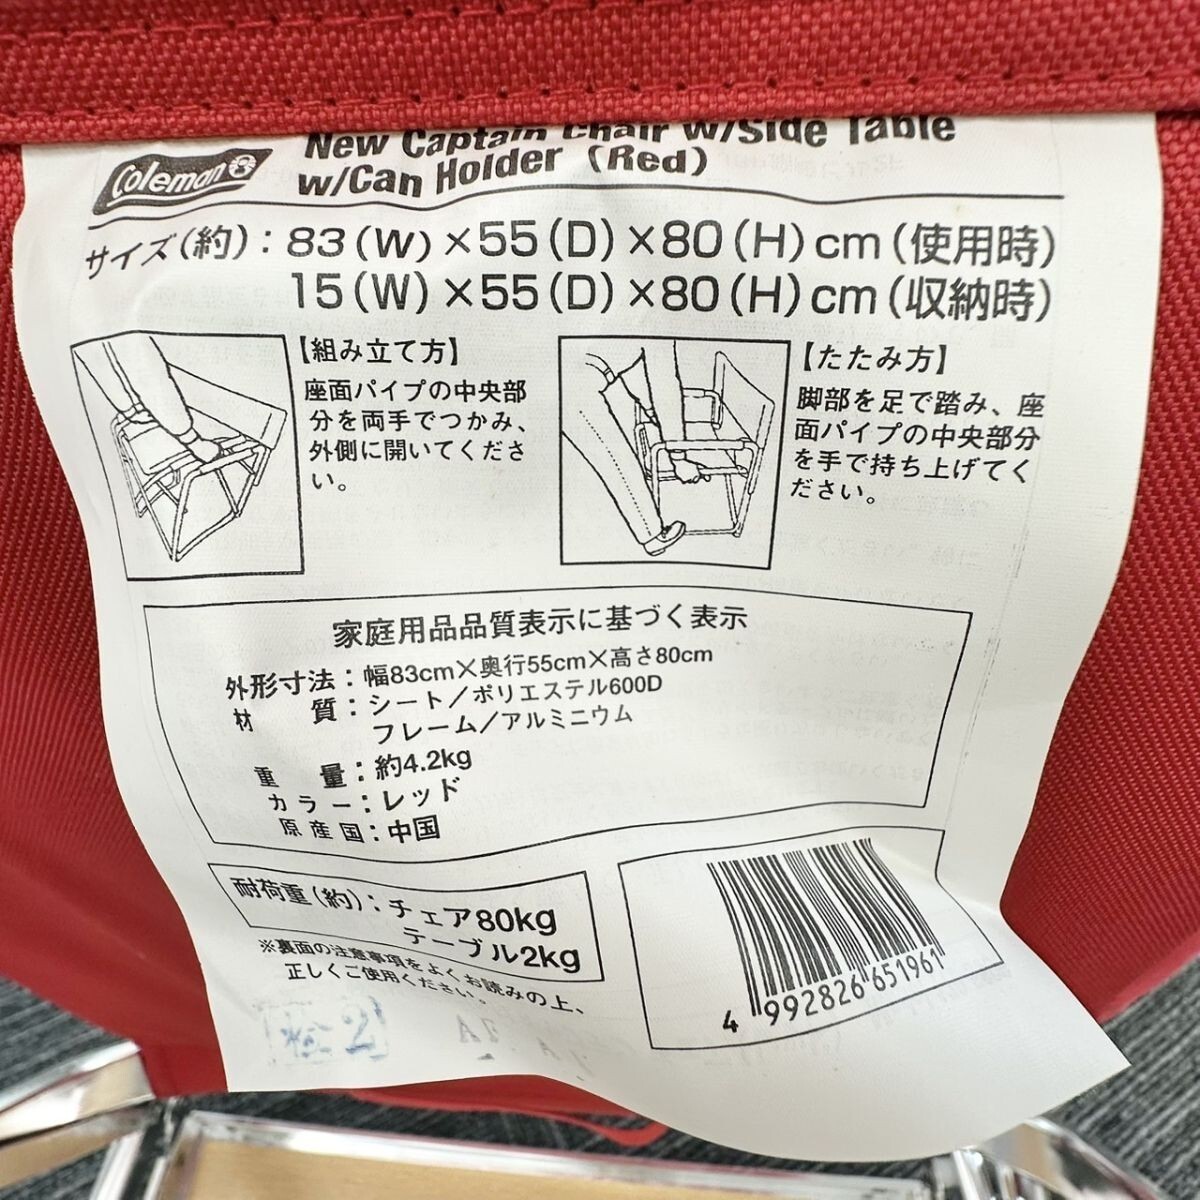 Coleman
New Captain Chair w/Side Table
w/Can Holder (Red)
サイズ(約):83(W)×55(D)×80(H)cm(使用時)
15(W)×55(D)×80(H)cm(収納時)
【組み立て方】
座面パイプの中央部
分を両手でつかみ、
外側に開いてくださ
い。
【たたみ方】
脚部を足で踏み、座
面パイプの中央部分
を手で持ち上げてく
ださい。
家庭用品品質表示に基づく表示
外形寸法:幅83cm×奥行55cm×高さ80cm
材質:シート/ポリエステル600D
フレーム/アルミニウム
重量:約4.2kg
カラー:レッド
原産国:中国
耐荷重(約):チェア80kg
テーブル2kg
※裏面の注意事項をよくお読みの上、
正しくご使用ください。
4 992826 651961